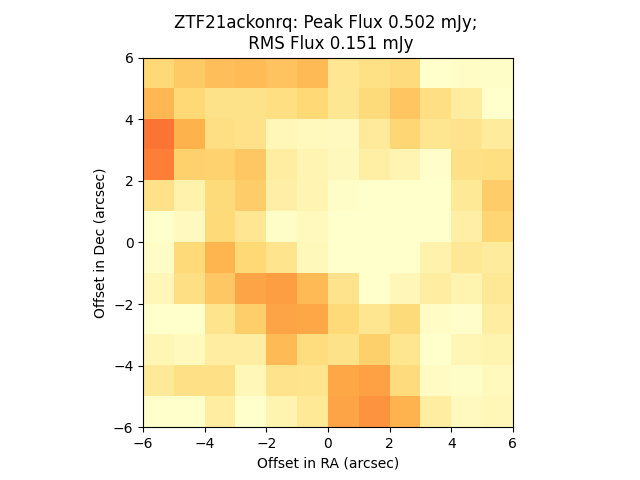 ZTF21ackonrq: Peak Flux 0.502 mJy;
RMS Flux 0.151 mJy
6
4
2
0
−2
−4
−6
Offset in Dec (arcsec)
−6 −4 −2 0 2 4 6
Offset in RA (arcsec)